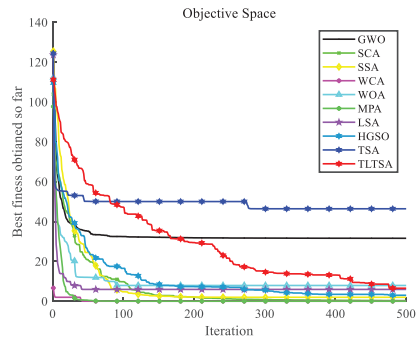 Objective Space
140
120
100
80
60
40
20
0
Best finess obtianed so far
0
100
200
300
400
500
Iteration
GWO
SCA
SSA
WCA
WOA
MPA
LSA
HGSO
TSA
TLTSA